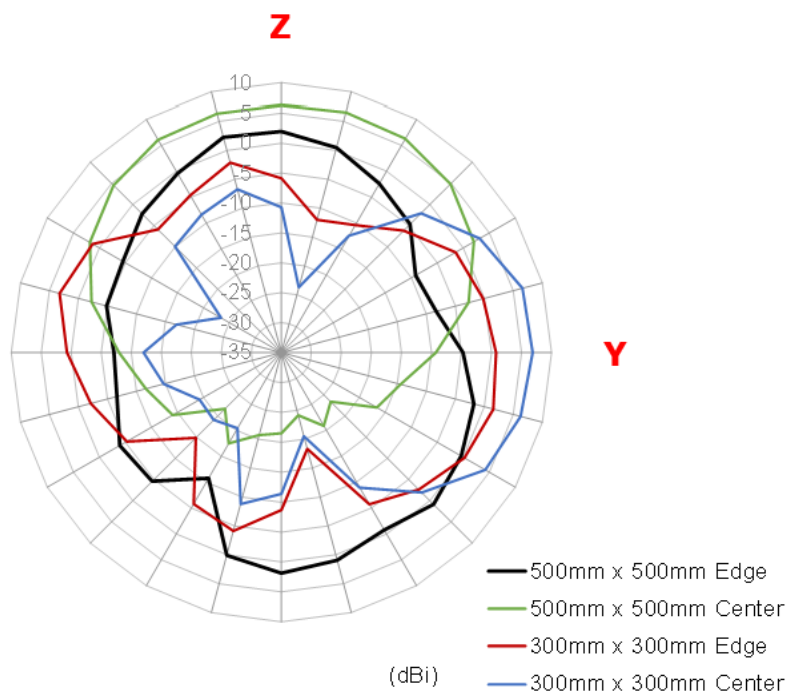 Z
10
5
0
-5
-10
-15
-20
-25
-30
-35
Y
500mm x 500mm Edge
500mm x 500mm Center
300mm x 300mm Edge
300mm x 300mm Center
(dBi)